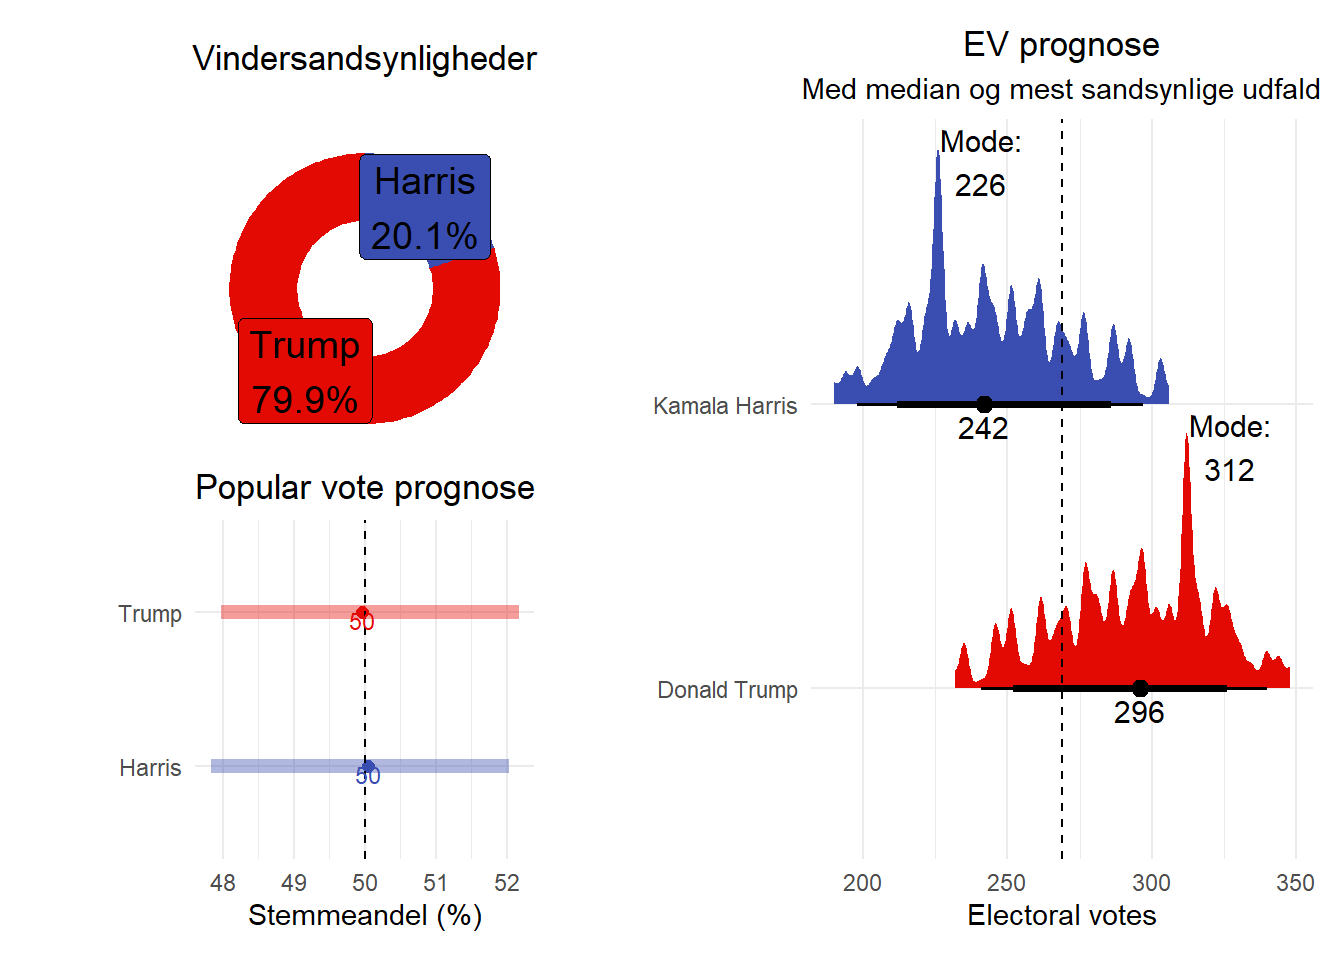 Vindersandsynligheder
Harris
20.1%
Trump
79.9%
Popular vote prognose
Trump
50
Harris
50
48 49 50 51 52
Stemmeandel (%)
EV prognose
Med median og mest sandsynlige udfald
Mode:
226
Kamala Harris
242
Mode:
312
Donald Trump
296
200 250 300 350
Electoral votes